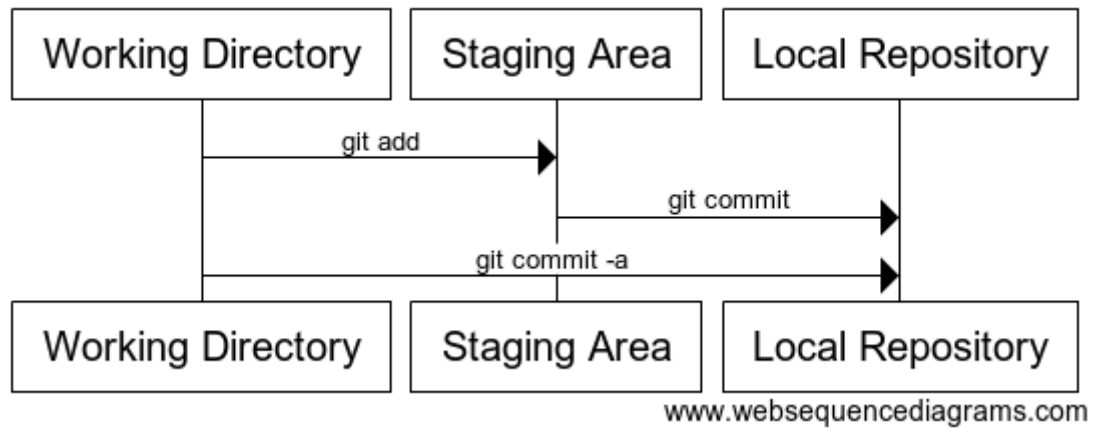 Working Directory
Staging Area
Local Repository
git add
git commit
git commit -a
Working Directory
Staging Area
Local Repository
www.websequencediagrams.com